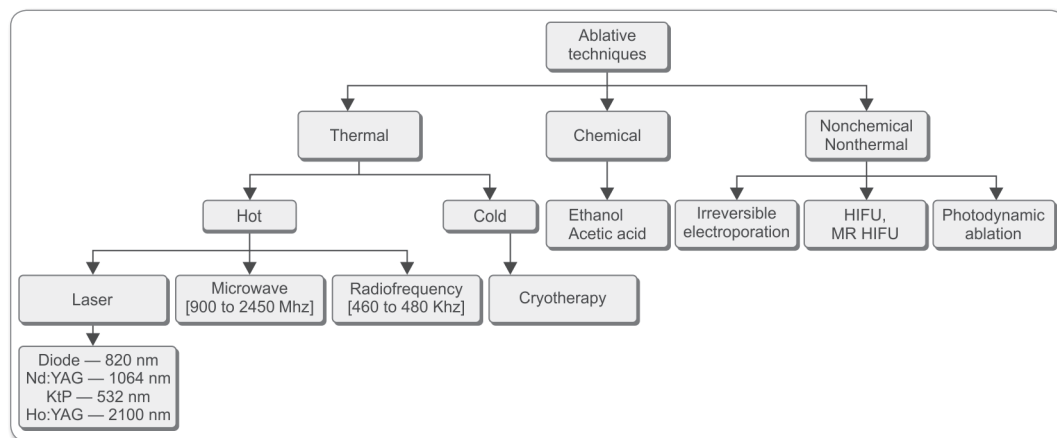 Ablative
techniques
Thermal
Chemical
Nonchemical
Nonthermal
Hot
Cold
Ethanol
Acetic acid
Irreversible
electroporation
HIFU,
MR HIFU
Photodynamic
ablation
Laser
Microwave
[900 to 2450 Mhz]
Radiofrequency
[460 to 480 Khz]
Cryotherapy
Diode — 820 nm
Nd:YAG — 1064 nm
KtP — 532 nm
Ho:YAG — 2100 nm